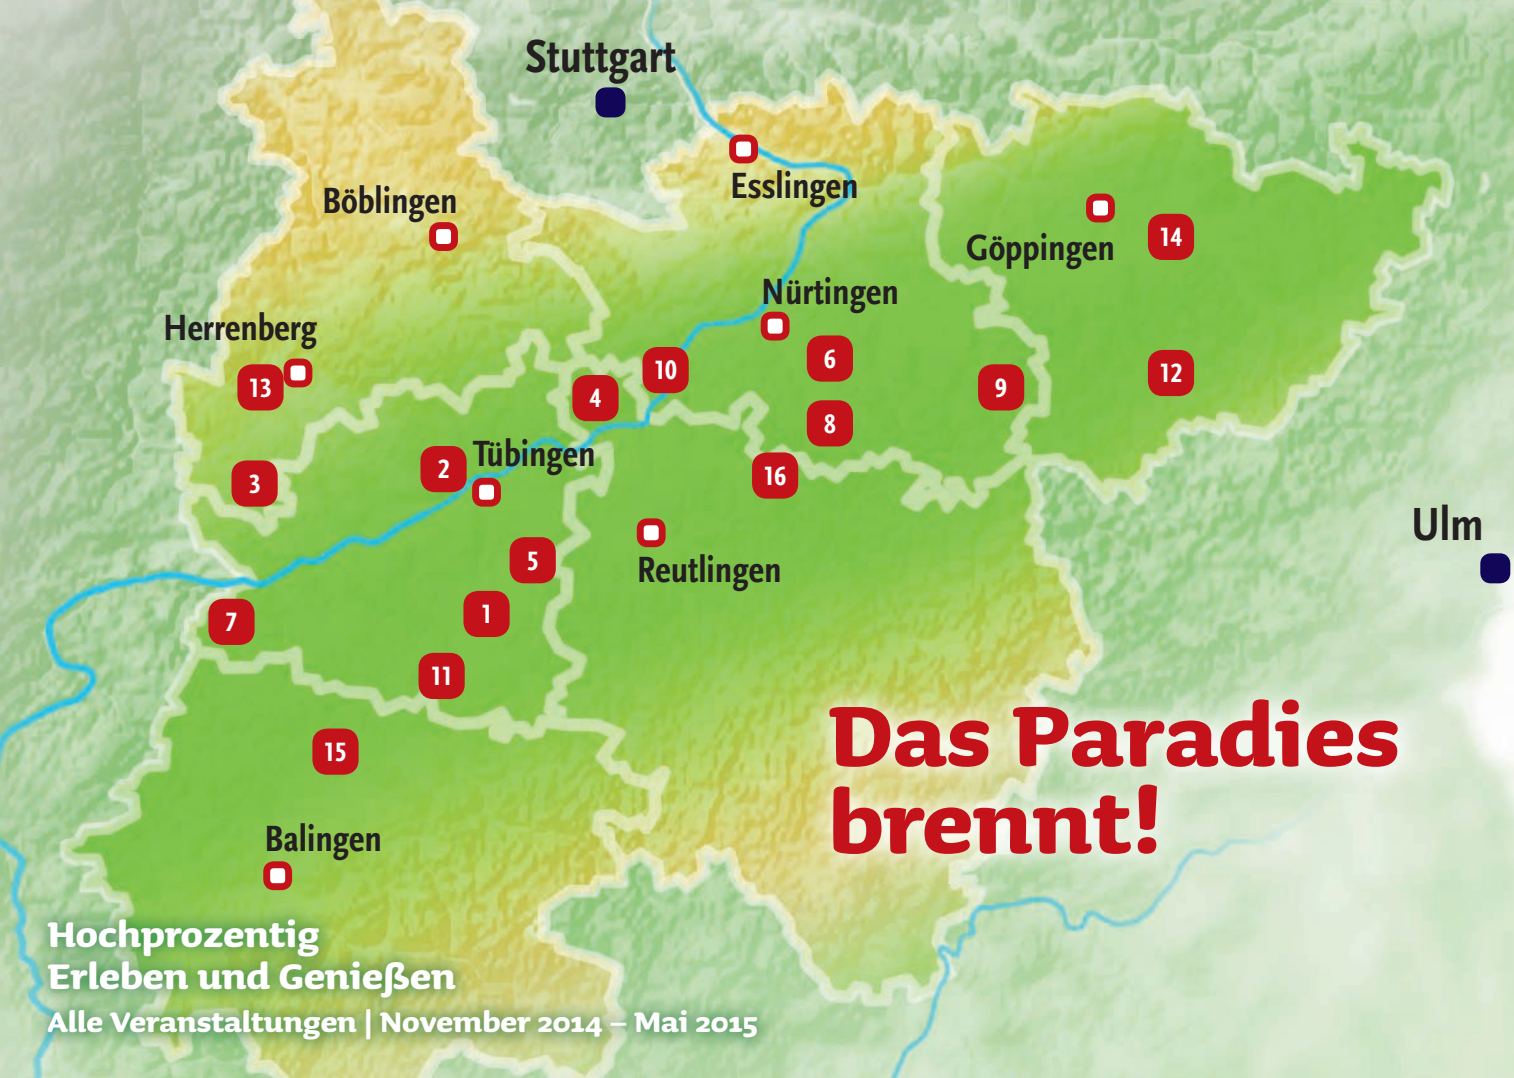 Stuttgart
Esslingen
Böblingen
Göppingen
14
Nürtingen
Herrenberg
13
10
6
12
9
4
8
Tübingen
2
16
3
Ulm
5
Reutlingen
1
7
11
Das Paradies
brennt!
15
Balingen
Hochprozentig
Erleben und Genießen
Alle Veranstaltungen | November 2014 – Mai 2015